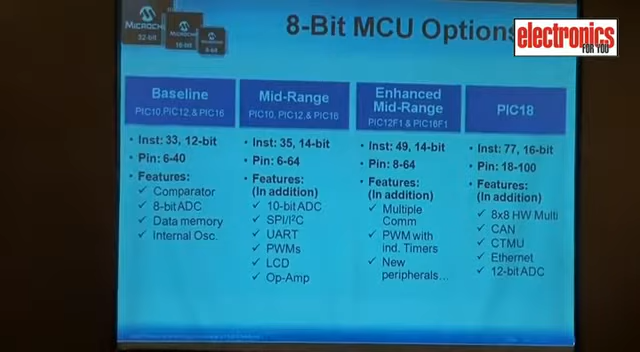 MICROCHIP
32-bit
MICROCHIP
16-bit
MICROCHIP
8-bit
8-Bit MCU Options
electronics
FOR YOU
Baseline
PIC10 PIC12, & PIC16
• Inst: 33, 12-bit
• Pin: 6-40
• Features:
✓ Comparator
✓ 8-bit ADC
✓ Data memory
✓ Internal Osc.
Mid-Range
PIC10, PIC12, & PIC16
• Inst: 35, 14-bit
• Pin: 6-64
• Features:
(In addition)
✓ 10-bit ADC
✓ SPI/I²C
✓ UART
✓ PWMs
✓ LCD
✓ Op-Amp
Enhanced
Mid-Range
PIC12F1 & PIC16F1
• Inst: 49, 14-bit
• Pin: 8-64
• Features:
(In addition)
✓ Multiple
Comm
✓ PWM with
ind. Timers
✓ New
peripherals...
PIC18
• Inst: 77, 16-bit
• Pin: 18-100
• Features:
(In addition)
✓ 8x8 HW Multi
✓ CAN
✓ CTMU
✓ Ethernet
✓ 12-bit ADC